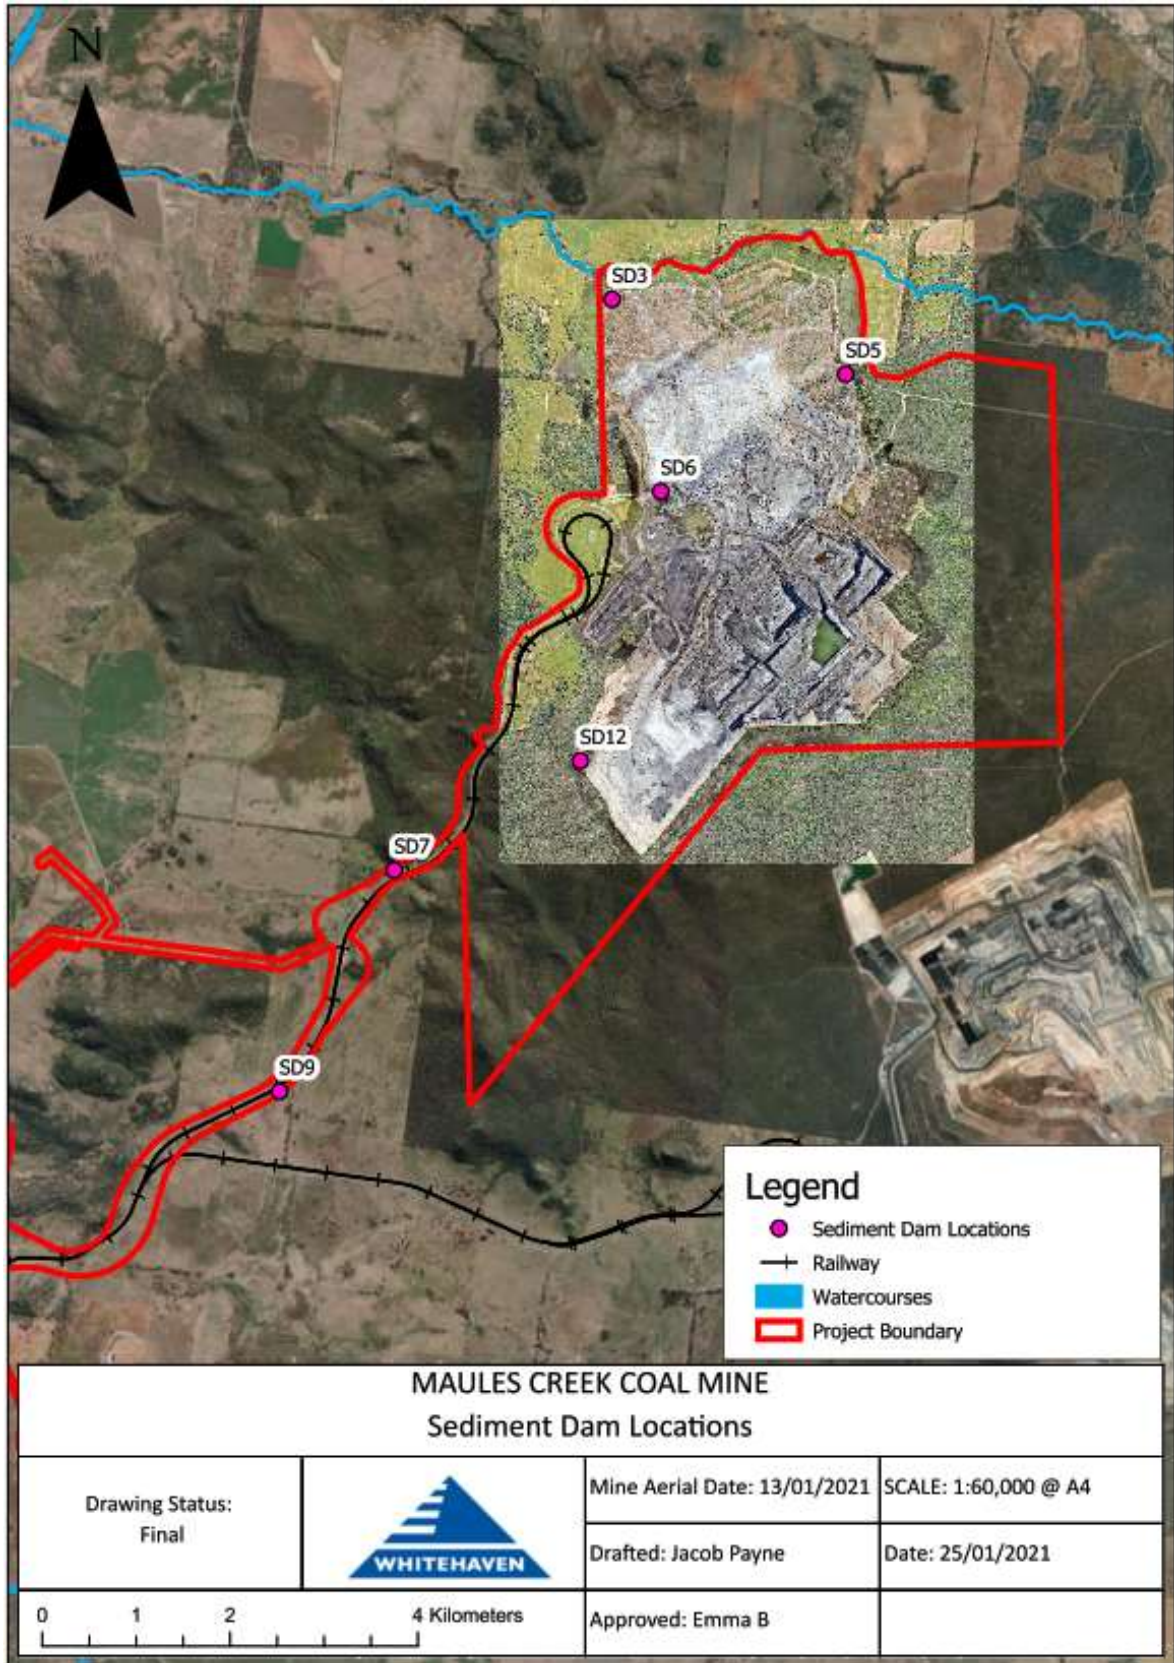 N
SD3
SD5
SD6
SD12
SD7
SD9
Legend
Sediment Dam Locations
Railway
Watercourses
Project Boundary
MAULES CREEK COAL MINE
Sediment Dam Locations
Drawing Status:
Final
WHITEHAVEN
Mine Aerial Date: 13/01/2021
SCALE: 1:60,000 @ A4
Drafted: Jacob Payne
Date: 25/01/2021
0 1 2 4 Kilometers
Approved: Emma B